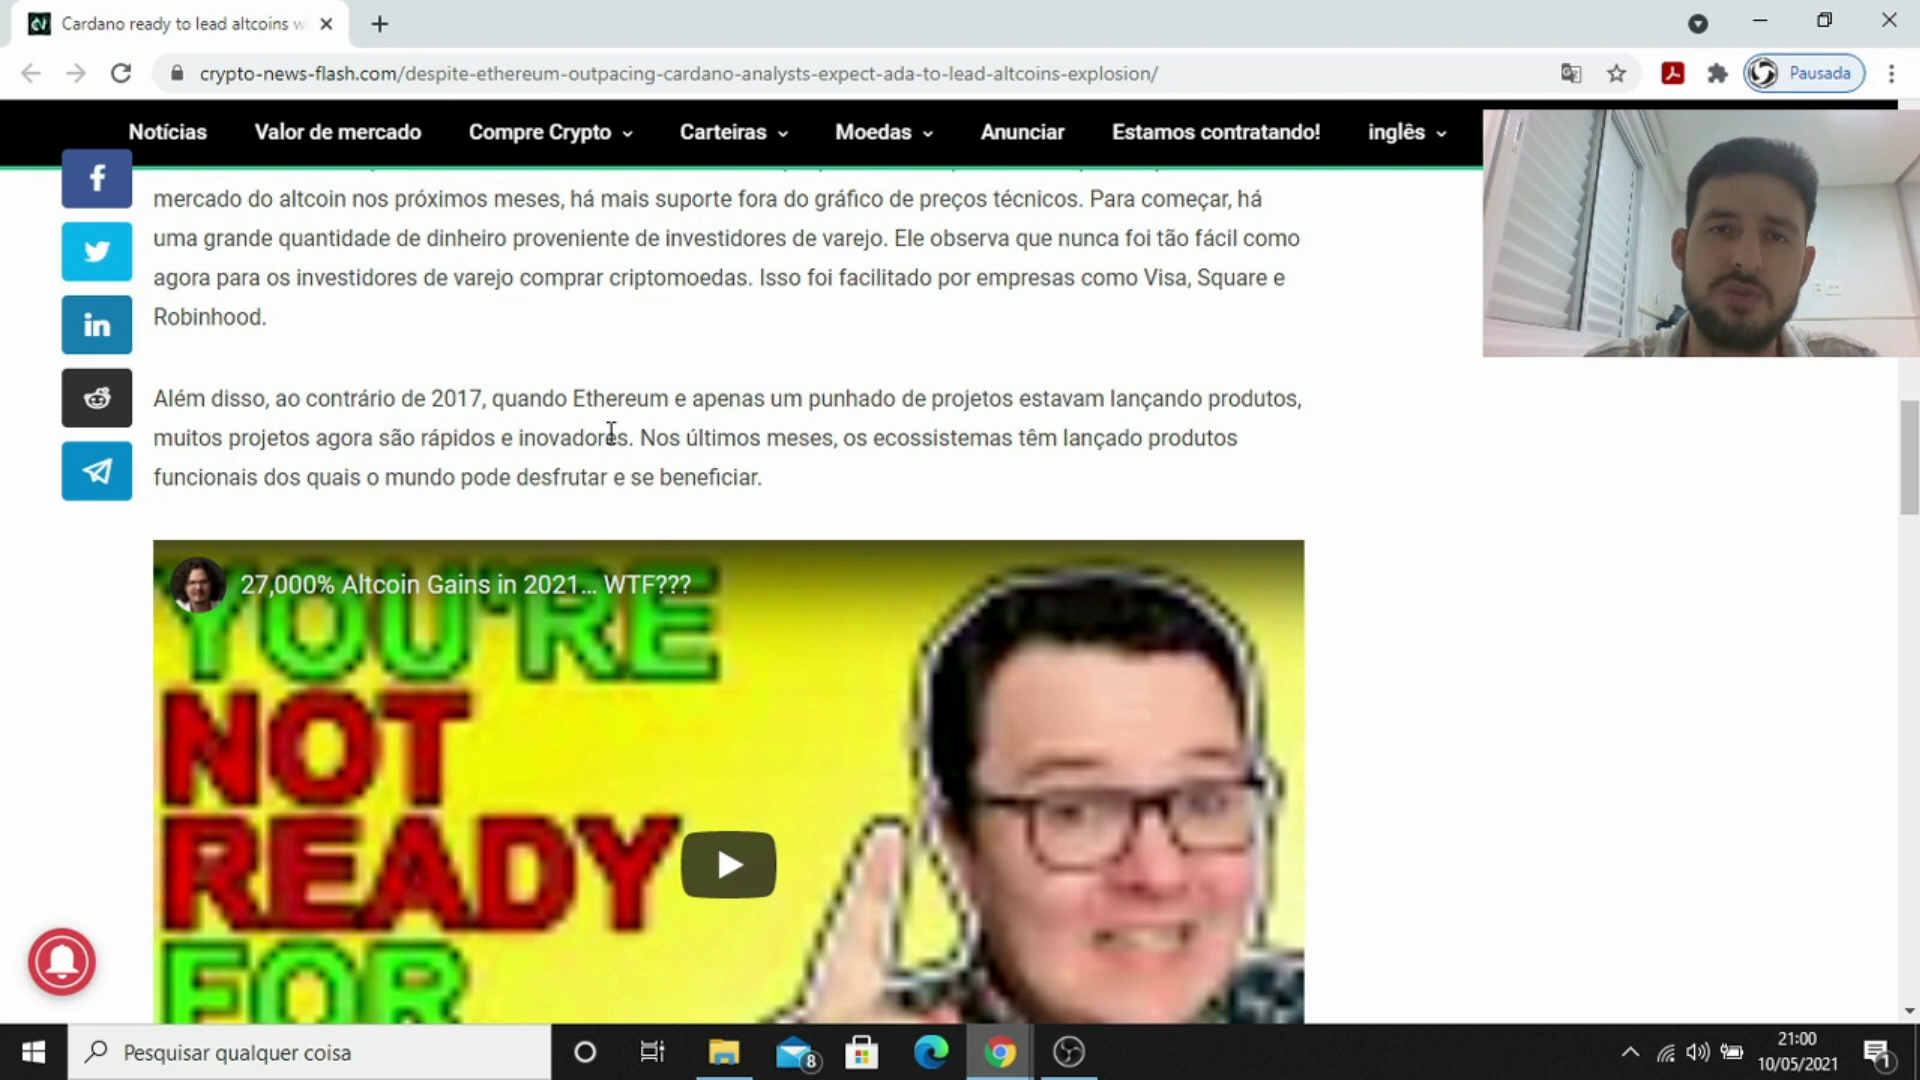 Cardano ready to lead altcoins w
crypto-news-flash.com/despite-ethereum-outpacing-cardano-analysts-expect-ada-to-lead-altcoins-explosion/
Pausada
Notícias Valor de mercado Compre Crypto Carteiras Moedas Anunciar Estamos contratando! inglês
mercado do altcoin nos próximos meses, há mais suporte fora do gráfico de preços técnicos. Para começar, há
uma grande quantidade de dinheiro proveniente de investidores de varejo. Ele observa que nunca foi tão fácil como
agora para os investidores de varejo comprar criptomoedas. Isso foi facilitado por empresas como Visa, Square e
Robinhood.
Além disso, ao contrário de 2017, quando Ethereum e apenas um punhado de projetos estavam lançando produtos,
muitos projetos agora são rápidos e inovadores. Nos últimos meses, os ecossistemas têm lançado produtos
funcionais dos quais o mundo pode desfrutar e se beneficiar.
27,000% Altcoin Gains in 2021... WTF???
YOU'RE
NOT
READY
FOR
Pesquisar qualquer coisa
8
21:00
10/05/2021
1